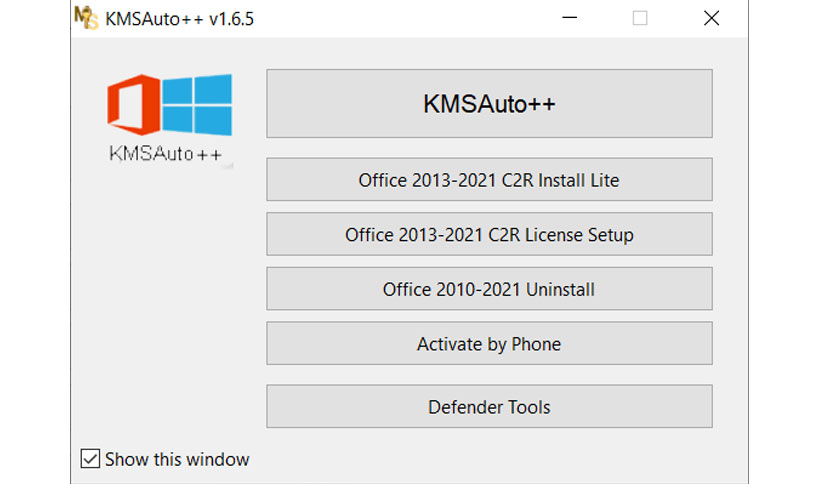 KMSAuto++ v1.6.5
KMSAuto++
KMSAuto++
Office 2013-2021 C2R Install Lite
Office 2013-2021 C2R License Setup
Office 2010-2021 Uninstall
Activate by Phone
Defender Tools
Show this window